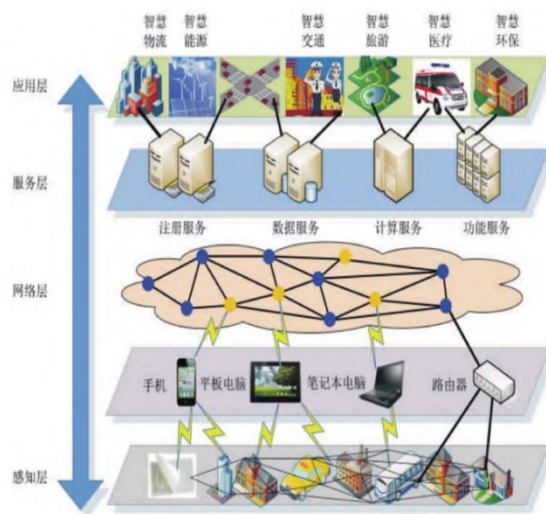 智慧 智慧 智慧 智慧 智慧 智慧
物流 能源 交通 旅游 医疗 环保
应用层
服务层
注册服务 数据服务 计算服务 功能服务
网络层
手机 平板电脑 笔记本电脑 路由器
感知层